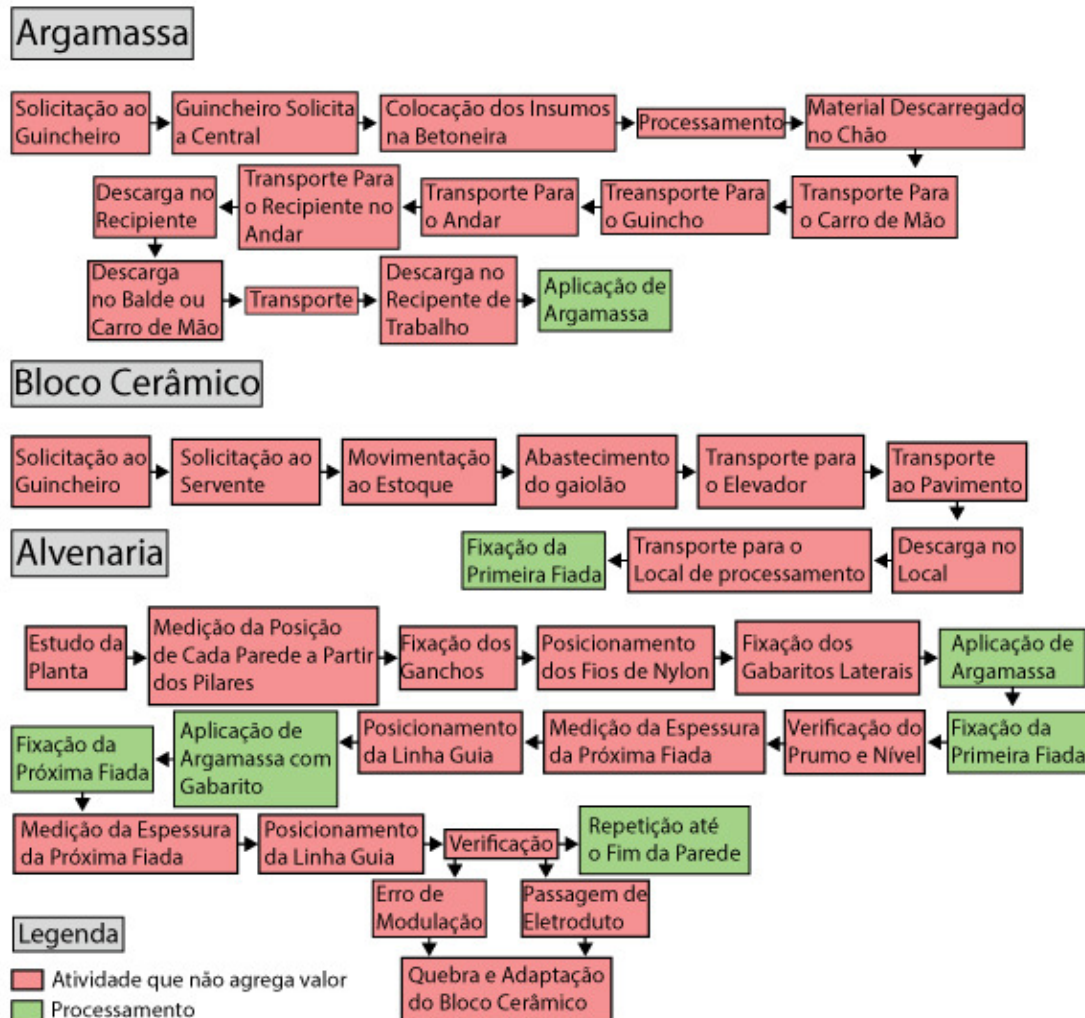 Argamassa
Solicitação ao
Guincheiro
Guincheiro Solicita
a Central
Colocação dos Insumos
na Betoneira
Processamento
Material Descarregado
no Chão
Transporte Para
o Carro de Mão
Treansporte Para
o Guincho
Transporte Para
o Andar
Transporte Para
o Recipiente no
Andar
Descarga no
Recipiente
Descarga
no Balde ou
Carro de Mão
Transporte
Descarga no
Recipente de
Trabalho
Aplicação de
Argamassa
Bloco Cerâmico
Solicitação ao
Guincheiro
Solicitação ao
Servente
Movimentação
ao Estoque
Abastecimento
do gaiolão
Transporte para
o Elevador
Transporte
ao Pavimento
Descarga no
Local
Transporte para o
Local de processamento
Fixação da
Primeira Fiada
Alvenaria
Estudo da
Planta
Medição da Posição
de Cada Parede a Partir
dos Pilares
Fixação dos
Ganchos
Posicionamento
dos Fios de Nylon
Fixação dos
Gabaritos Laterais
Aplicação de
Argamassa
Fixação da
Primeira Fiada
Verificação do
Prumo e Nível
Medição da Espessura
da Próxima Fiada
Posicionamento
da Linha Guia
Aplicação de
Argamassa com
Gabarito
Fixação da
Próxima Fiada
Medição da Espessura
da Próxima Fiada
Posicionamento
da Linha Guia
Verificação
Repetição até
o Fim da Parede
Erro de
Modulação
Passagem de
Eletroduto
Quebra e Adaptação
do Bloco Cerâmico
Legenda
Atividade que não agrega valor
Processamento